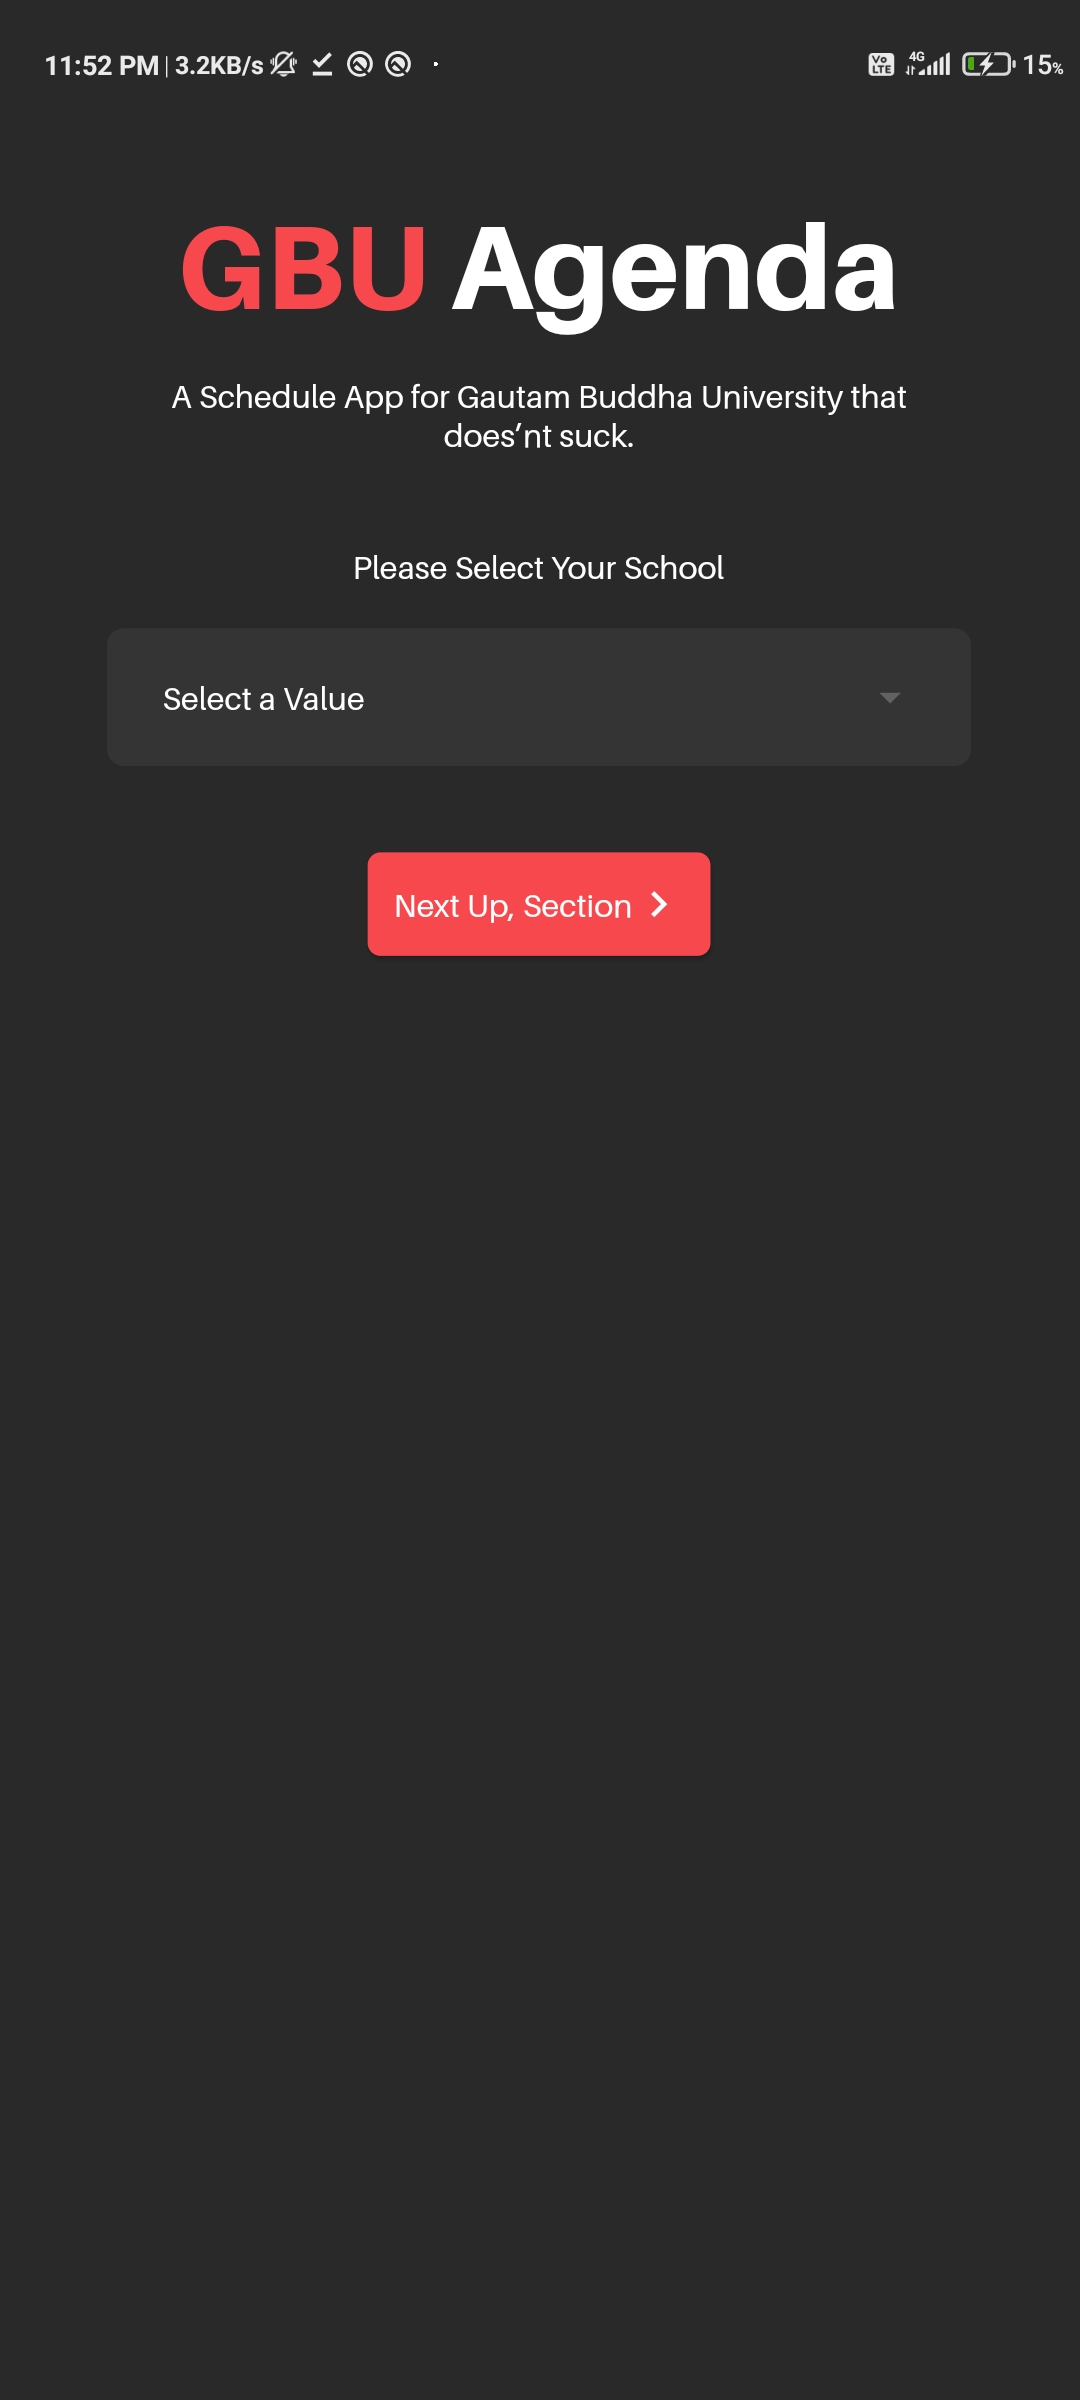 11:52 PM | 3.2KB/s Vo LTE 4G 15%
GBU Agenda
A Schedule App for Gautam Buddha University that
does’nt suck.
Please Select Your School
Select a Value
Next Up, Section